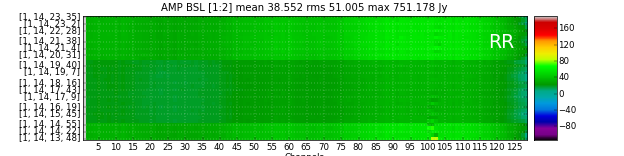 AMP BSL [1:2] mean 38.552 rms 51.005 max 751.178 Jy
[1, 14, 23, 35]
[1, 14, 23, 2]
[1, 14, 22, 28]
[1, 14, 21, 38]
[1, 14, 21, 4]
[1, 14, 20, 31]
[1, 14, 19, 40]
[1, 14, 19, 7]
[1, 14, 18, 16]
[1, 14, 17, 43]
[1, 14, 17, 9]
[1, 14, 16, 19]
[1, 14, 15, 45]
[1, 14, 14, 55]
[1, 14, 14, 22]
[1, 14, 13, 48]
RR
160
120
80
40
0
−40
−80
5 10 15 20 25 30 35 40 45 50 55 60 65 70 75 80 85 90 95 100 105 110 115 120 125
Channels